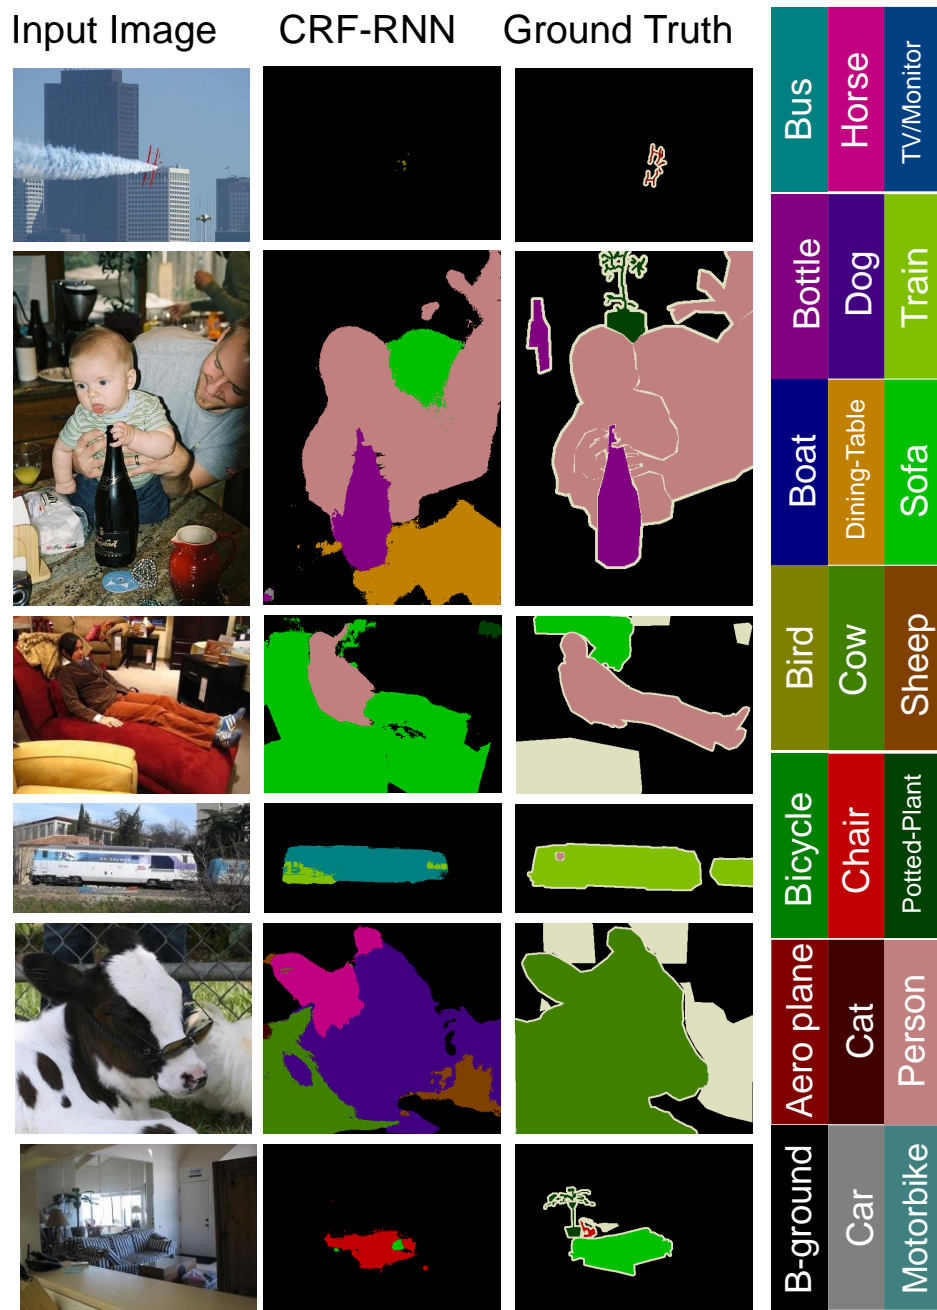 Input Image CRF-RNN Ground Truth
Bus Horse TV/Monitor
Bottle Dog Train
Boat Dining-Table Sofa
Bird Cow Sheep
Bicycle Chair Potted-Plant
Aero plane Cat Person
B-ground Car Motorbike